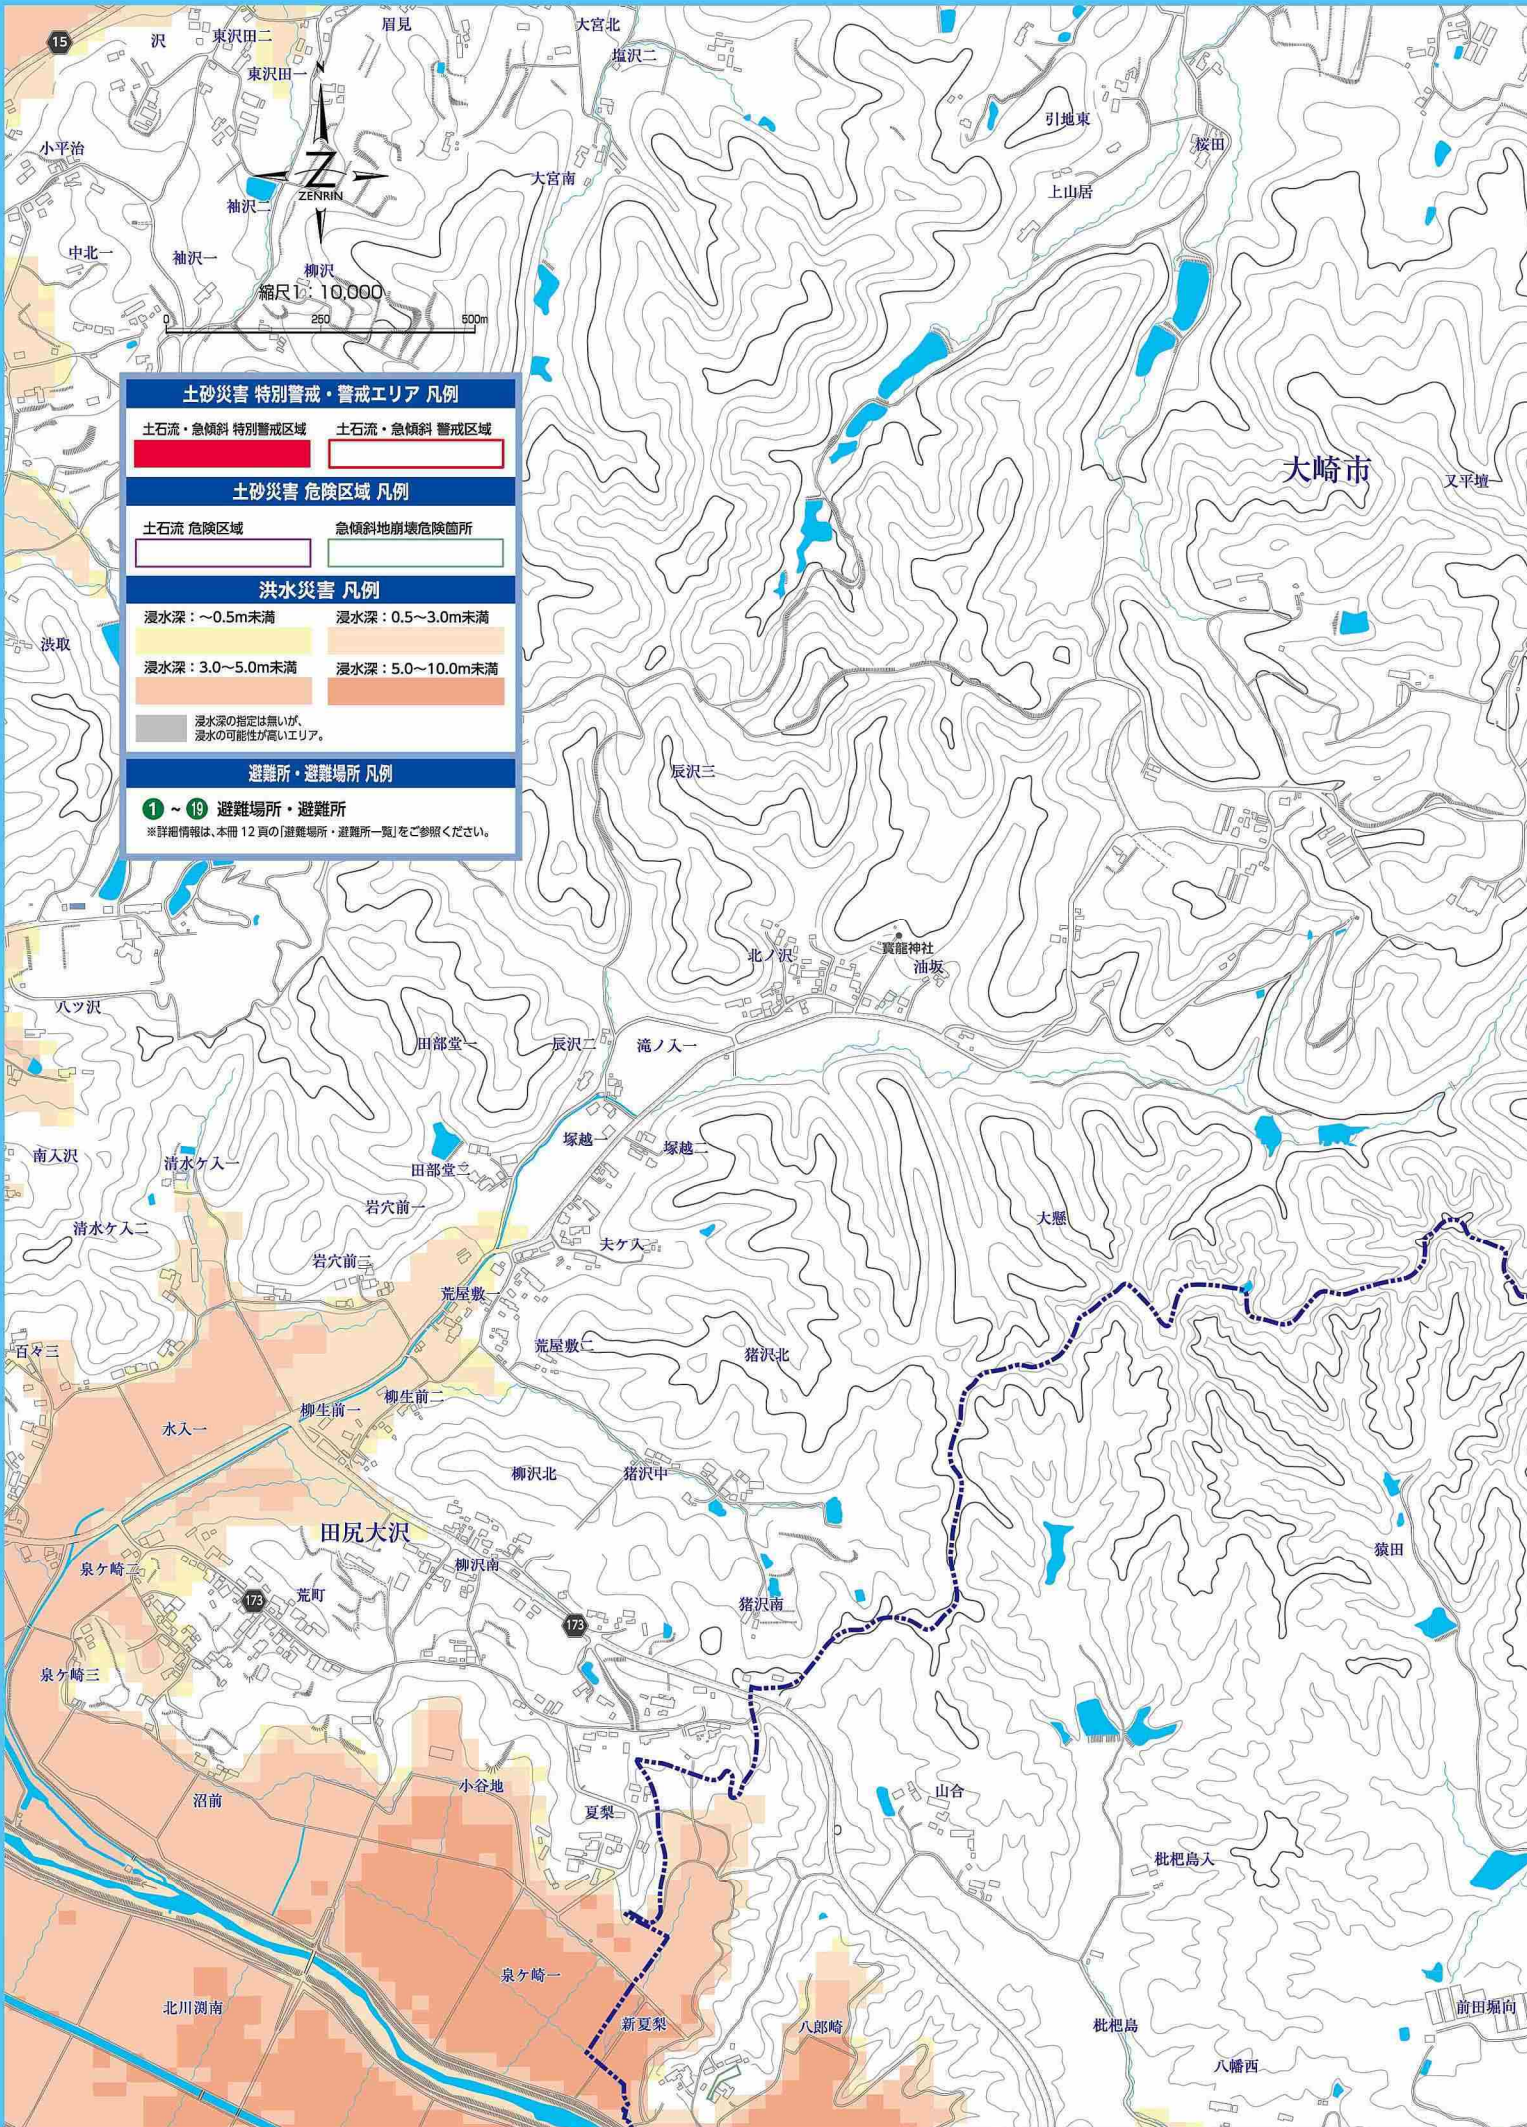 15
沢
東沢田二
東沢田一
眉見
大宮北
塩沢二
引地東
桜田
小平治
N
Z
ZENRIN
袖沢二
大宮南
上山居
中北一
袖沢一
柳沢
縮尺1:10,000
0 250 500m
土砂災害 特別警戒・警戒エリア 凡例
土石流・急傾斜 特別警戒区域
土石流・急傾斜 警戒区域
土砂災害 危険区域 凡例
土石流 危険区域
急傾斜地崩壊危険箇所
洪水災害 凡例
浸水深:〜0.5m未満
浸水深:0.5〜3.0m未満
浸水深:3.0〜5.0m未満
浸水深:5.0〜10.0m未満
浸水深の指定は無いが、
浸水の可能性が高いエリア。
避難所・避難場所 凡例
1 〜 19 避難場所・避難所
※詳細情報は、本冊 12 頁の「避難場所・避難所一覧」をご参照ください。
大崎市
又平壇
渋取
辰沢三
北ノ沢
寳龍神社
油坂
八ツ沢
田部堂一
辰沢二
滝ノ入一
塚越一
塚越二
南入沢
清水ケ入一
田部堂二
岩穴前一
大懸
清水ケ入二
夫ケ入
岩穴前二
荒屋敷一
荒屋敷二
猪沢北
百々三
柳生前二
柳生前一
水入一
柳沢北
猪沢中
田尻大沢
猿田
泉ケ崎二
柳沢南
荒町
173
猪沢南
173
泉ケ崎三
小谷地
沼前
夏梨
山合
枇杷島入
泉ケ崎一
北川渕南
新夏梨
八郎崎
枇杷島
前田堀向
八幡西